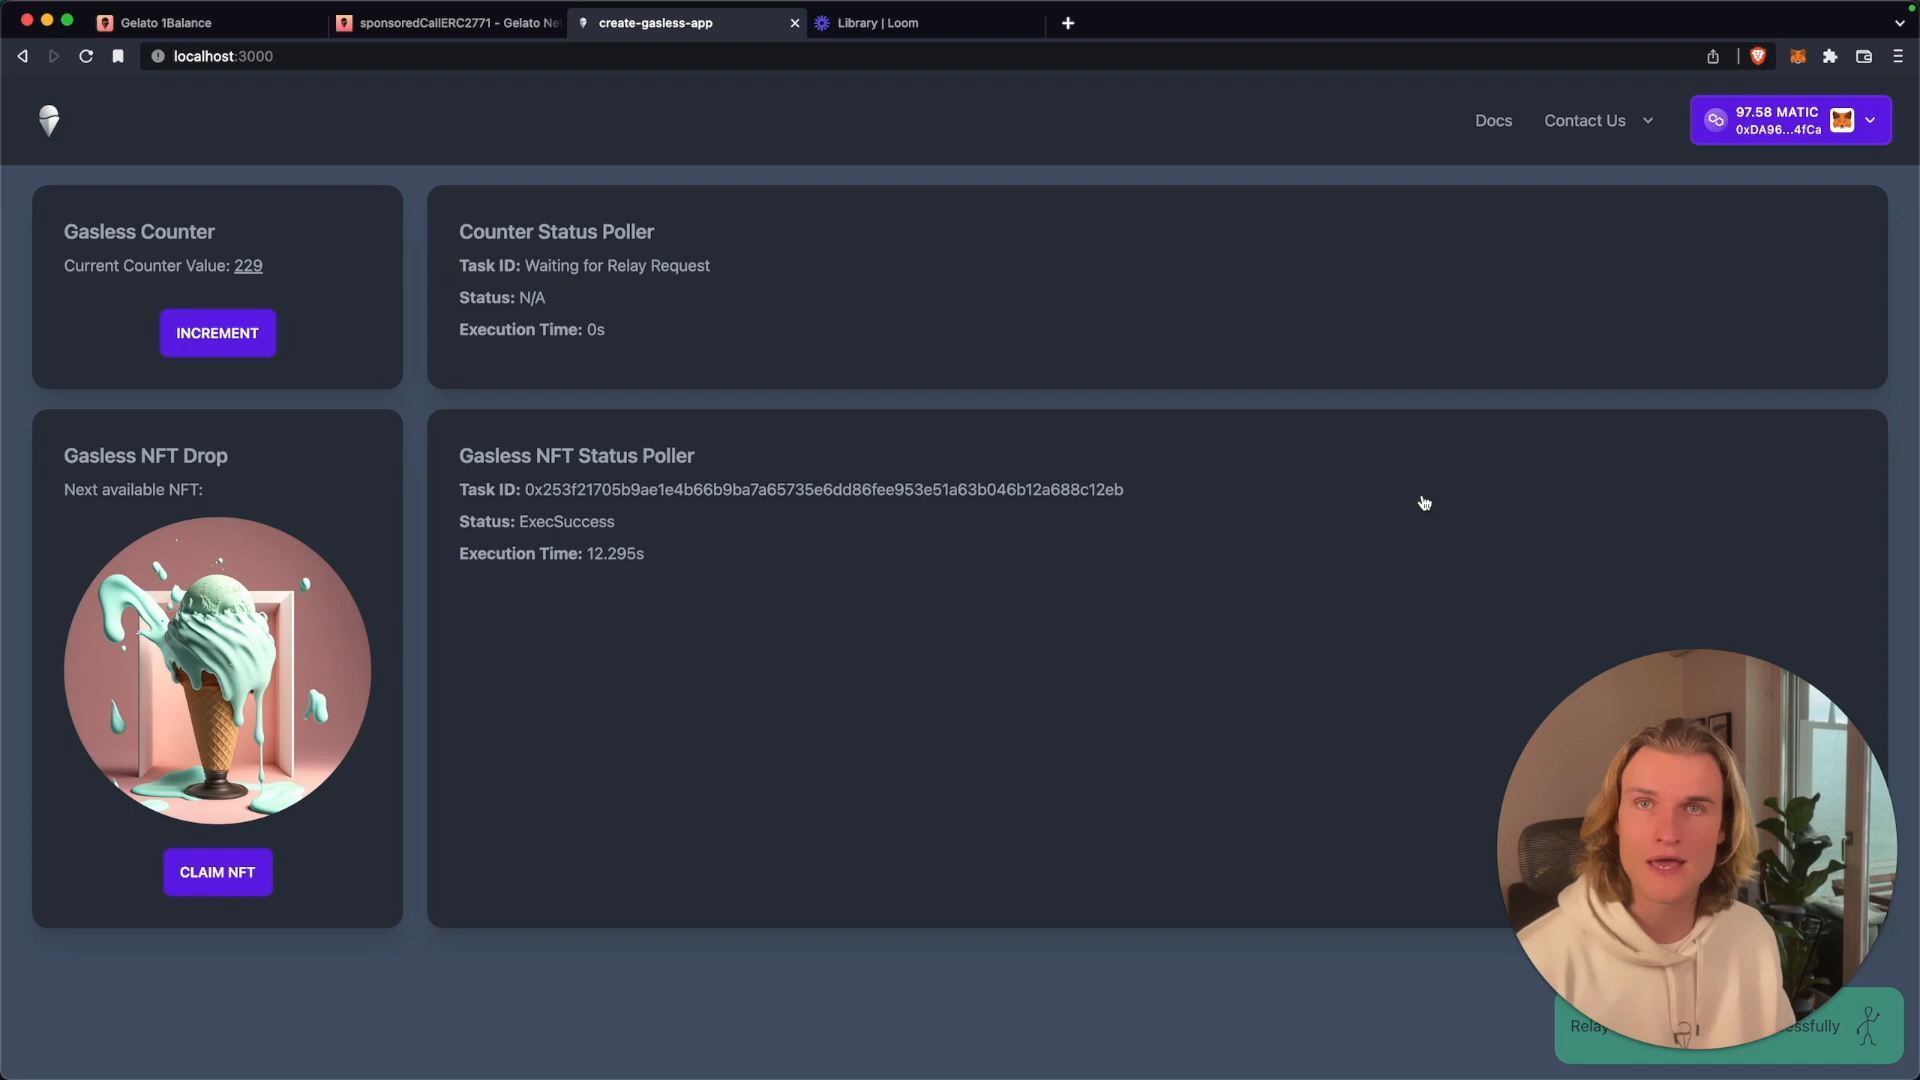 Gelato 1Balance
sponsoredCallERC2771 - Gelato Ne
create-gasless-app
Library | Loom
localhost:3000
Docs
Contact Us
97.58 MATIC
0xDA96...4fCa
Gasless Counter
Current Counter Value: 229
INCREMENT
Counter Status Poller
Task ID: Waiting for Relay Request
Status: N/A
Execution Time: 0s
Gasless NFT Drop
Next available NFT:
CLAIM NFT
Gasless NFT Status Poller
Task ID: 0x253f21705b9ae1e4b66b9ba7a65735e6dd86fee953e51a63b046b12a688c12eb
Status: ExecSuccess
Execution Time: 12.295s
Relay essfully